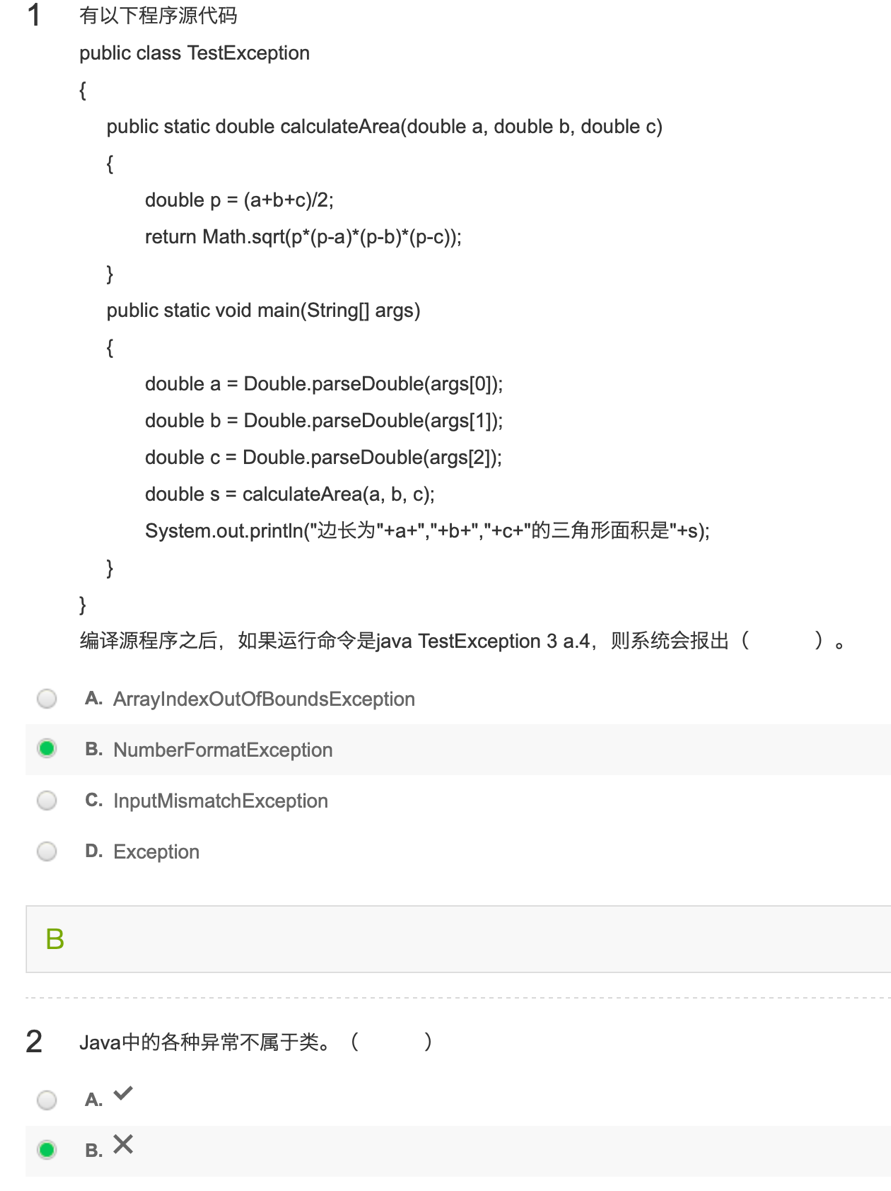 1 有以下程序源代码
public class TestException
{
public static double calculateArea(double a, double b, double c)
{
double p = (a+b+c)/2;
return Math.sqrt(p*(p-a)*(p-b)*(p-c));
}
public static void main(String[] args)
{
double a = Double.parseDouble(args[0]);
double b = Double.parseDouble(args[1]);
double c = Double.parseDouble(args[2]);
double s = calculateArea(a, b, c);
System.out.println("边长为"+a+","+b+","+c+"的三角形面积是"+s);
}
}
编译源程序之后，如果运行命令是java TestException 3 a.4，则系统会报出（ ）。
A. ArrayIndexOutOfBoundsException
B. NumberFormatException
C. InputMismatchException
D. Exception
B
2 Java中的各种异常不属于类。（ ）
A. ✓
B. ✕